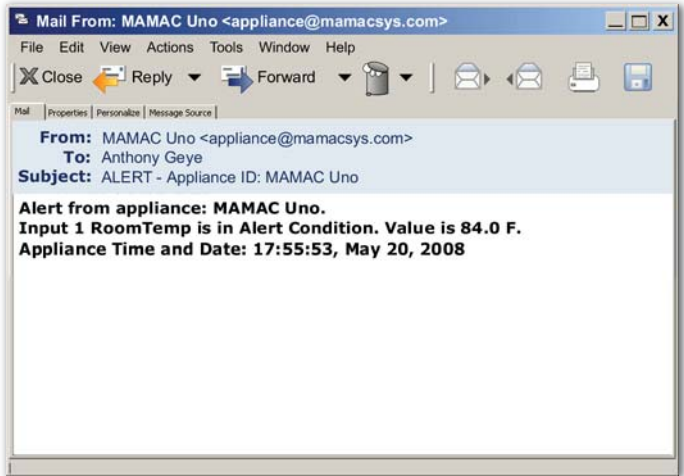 Mail From: MAMAC Uno <appliance@mamacsys.com>
File Edit View Actions Tools Window Help
Close Reply Forward
Mail Properties Personalize Message Source
From: MAMAC Uno <appliance@mamacsys.com>
To: Anthony Geye
Subject: ALERT - Appliance ID: MAMAC Uno
Alert from appliance: MAMAC Uno.
Input 1 RoomTemp is in Alert Condition. Value is 84.0 F.
Appliance Time and Date: 17:55:53, May 20, 2008